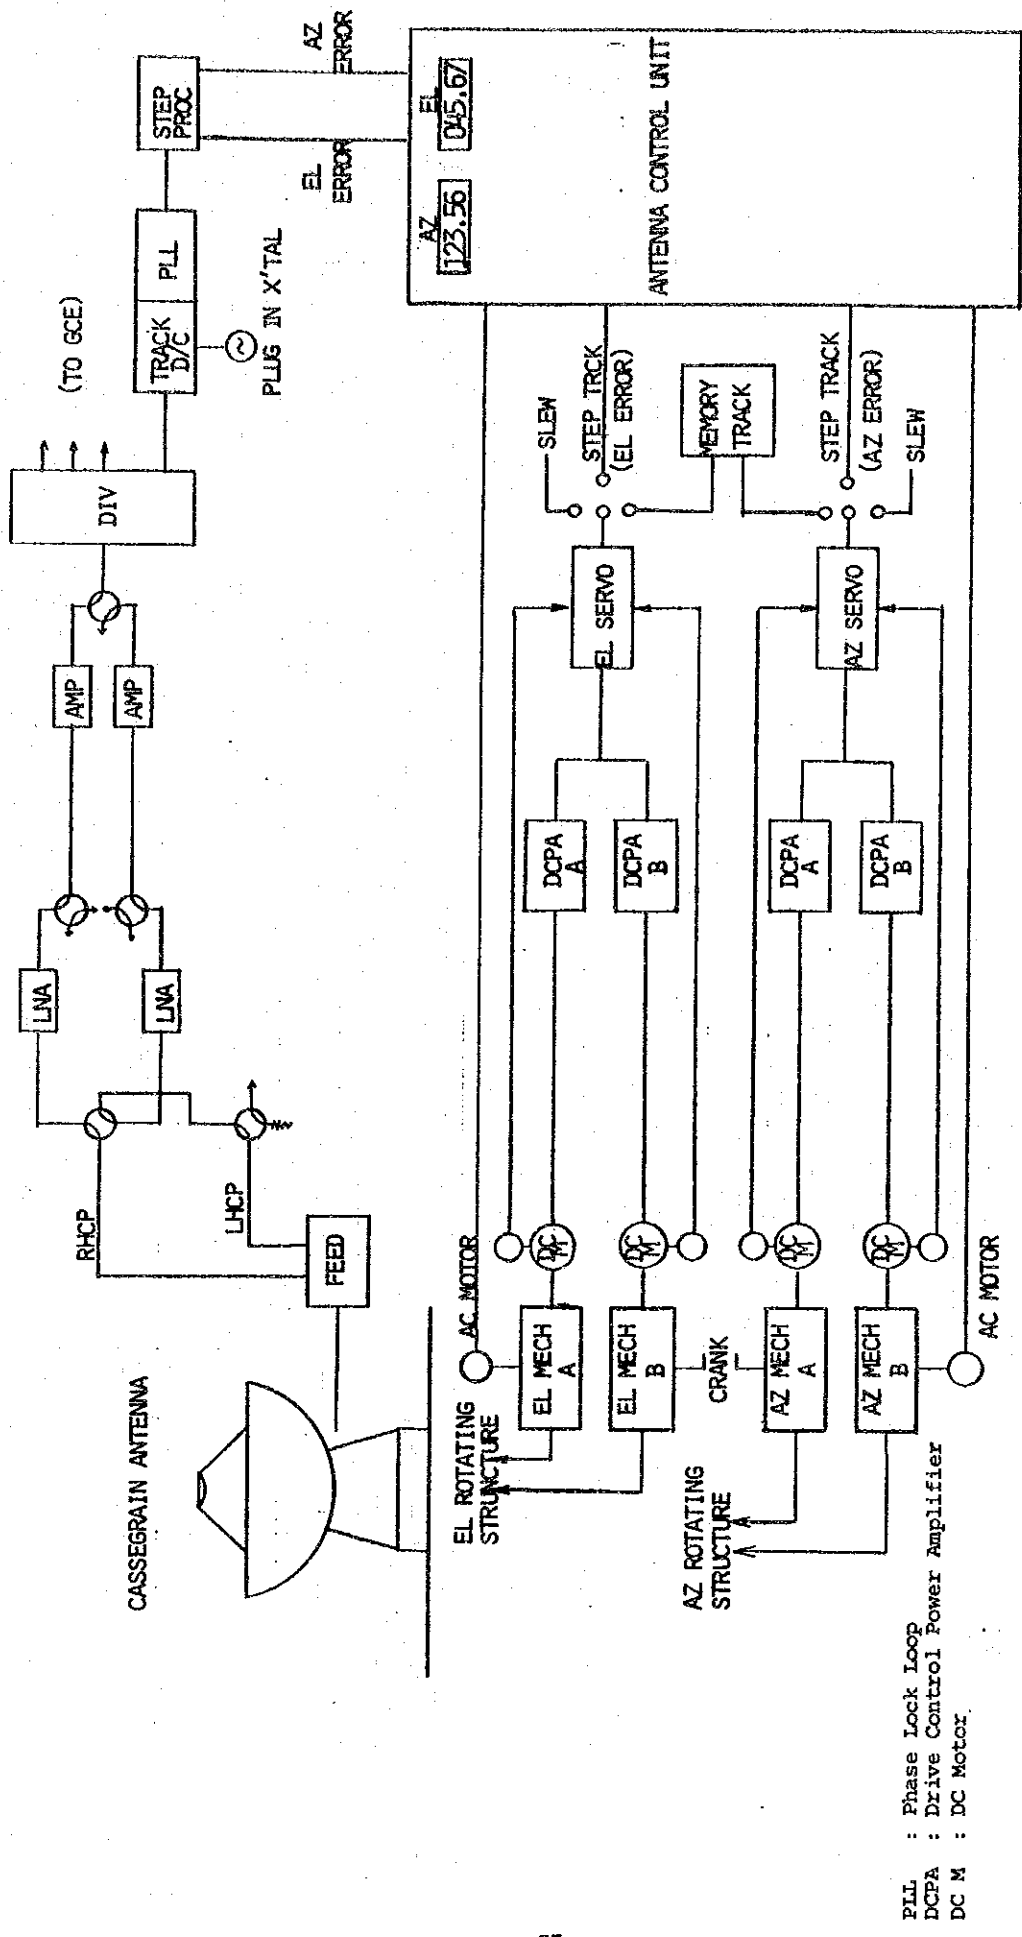 CASSEGRAIN ANTENNA
FEED
RHCP
LHCP
LNA
LNA
AMP
AMP
DIV
(TO GCE)
TRACK
D/C
PLL
PLUG IN X'TAL
STEP
PROC
EL
ERROR
AZ
ERROR
AZ
123.56
EL
045.67
ANTENNA CONTROL UNIT
AC MOTOR
EL ROTATING
STRUNCTURE
EL MECH
A
DC
M
DCPA
A
EL MECH
B
DC
M
DCPA
B
EL SERVO
SLEW
STEP TRCK
(EL ERROR)
MEMORY
TRACK
CRANK
AZ ROTATING
STRUCTURE
AZ MECH
A
DC
M
DCPA
A
AZ MECH
B
DC
M
DCPA
B
AZ SERVO
STEP TRACK
(AZ ERROR)
SLEW
AC MOTOR
PLL : Phase Lock Loop
DCPA : Drive Control Power Amplifier
DC M : DC Motor